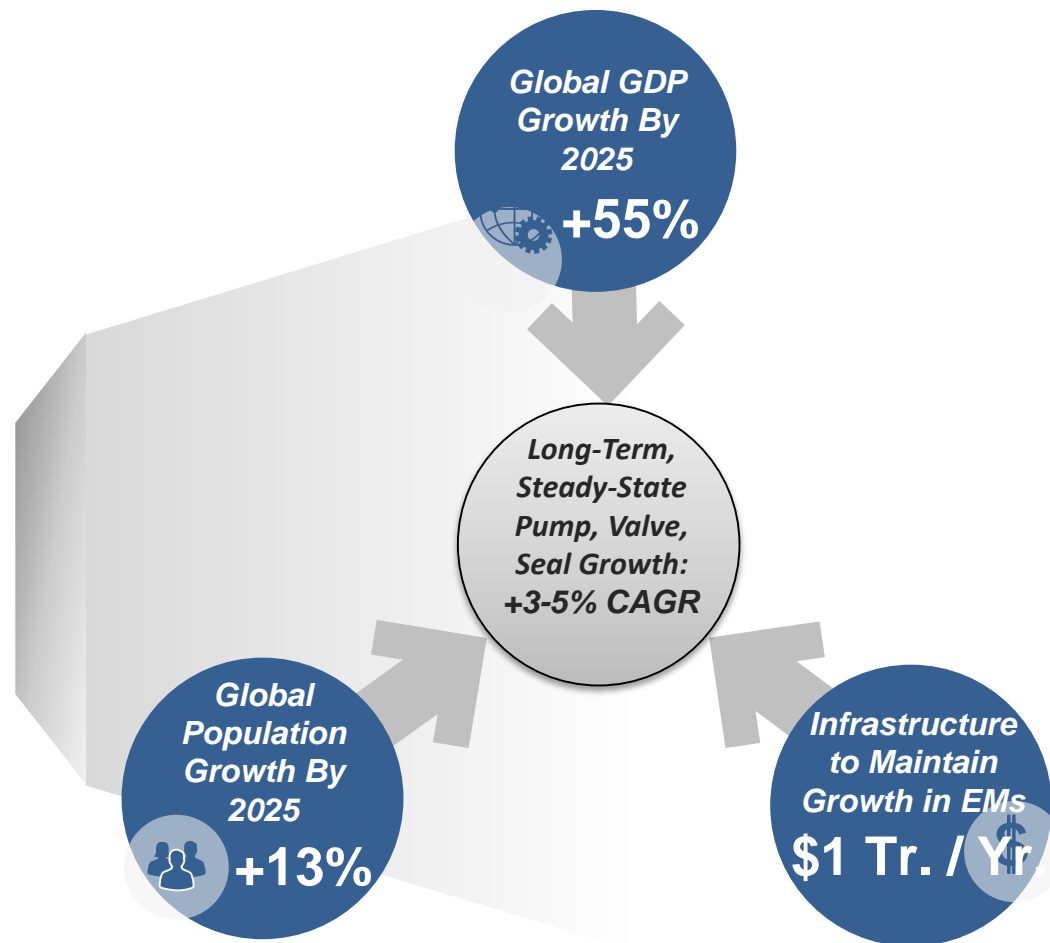 Global GDP
Growth By
2025
+55%
Long-Term,
Steady-State
Pump, Valve,
Seal Growth:
+3-5% CAGR
Global
Population
Growth By
2025
+13%
Infrastructure
to Maintain
Growth in EMs
$1 Tr. / Yr.
$